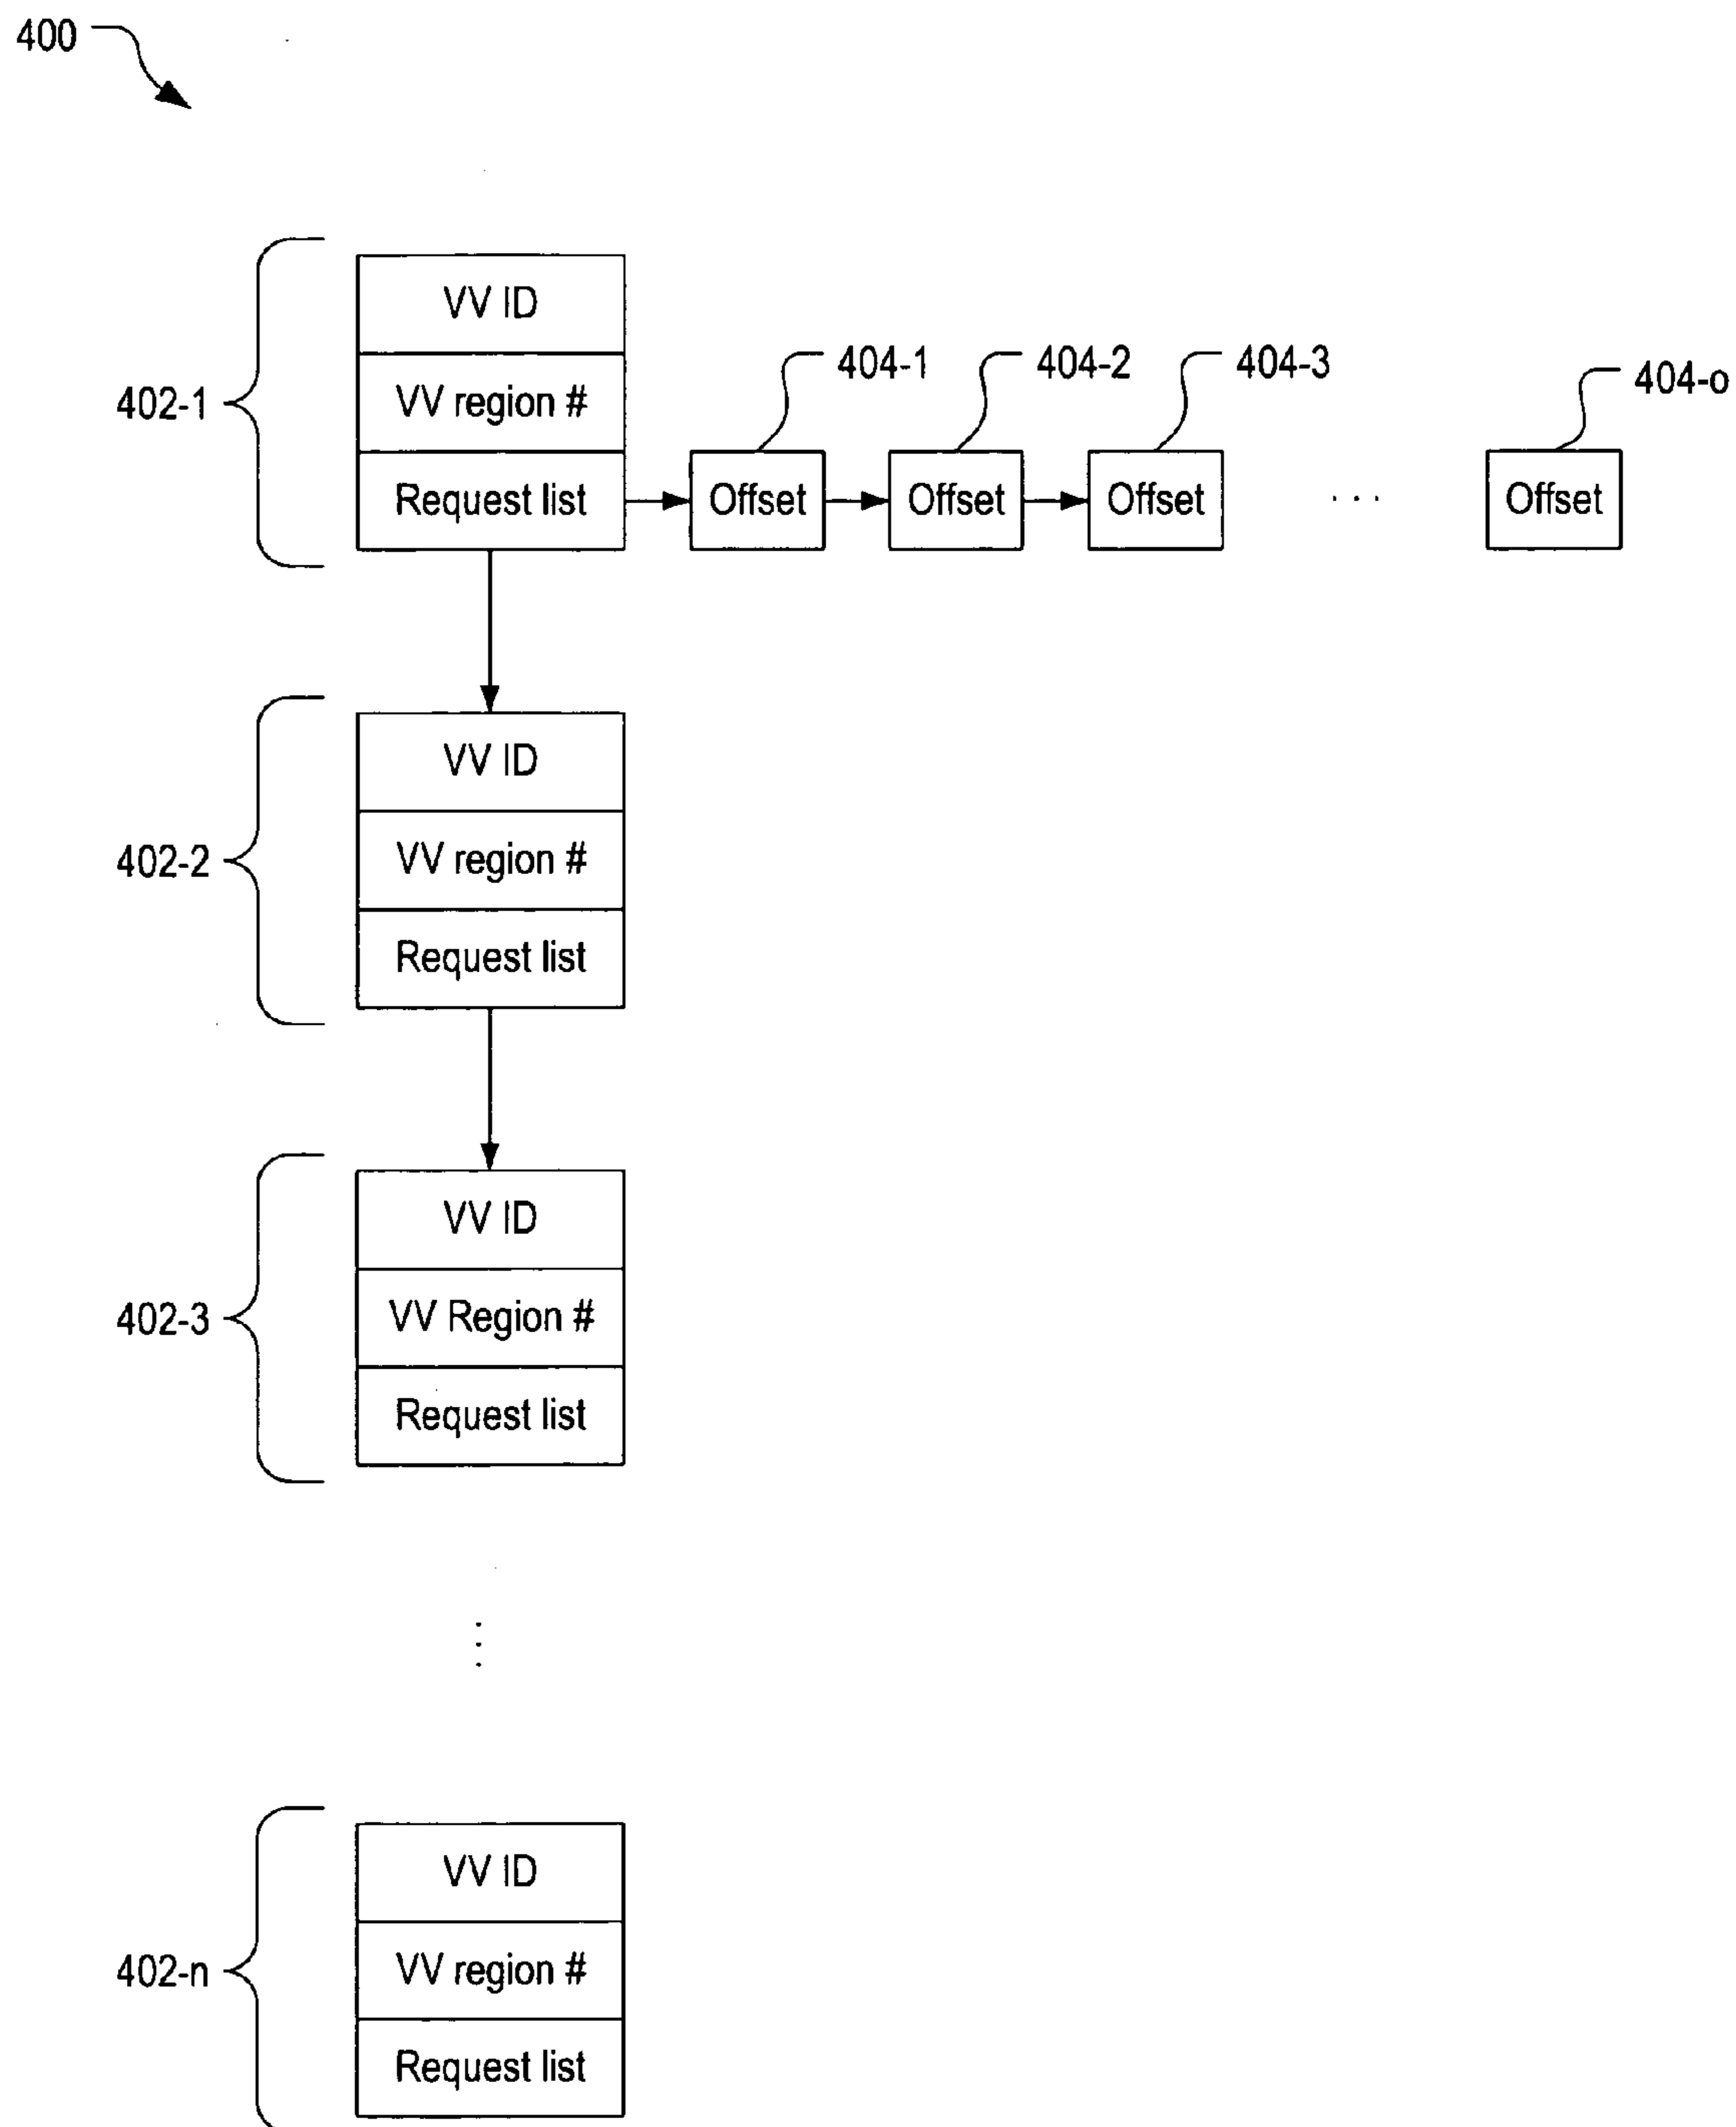 400
VV ID
402-1
VV region #
404-1
404-2
404-3
404-o
Request list
Offset
Offset
Offset
...
Offset
VV ID
402-2
VV region #
Request list
VV ID
402-3
VV Region #
Request list
...
VV ID
402-n
VV region #
Request list